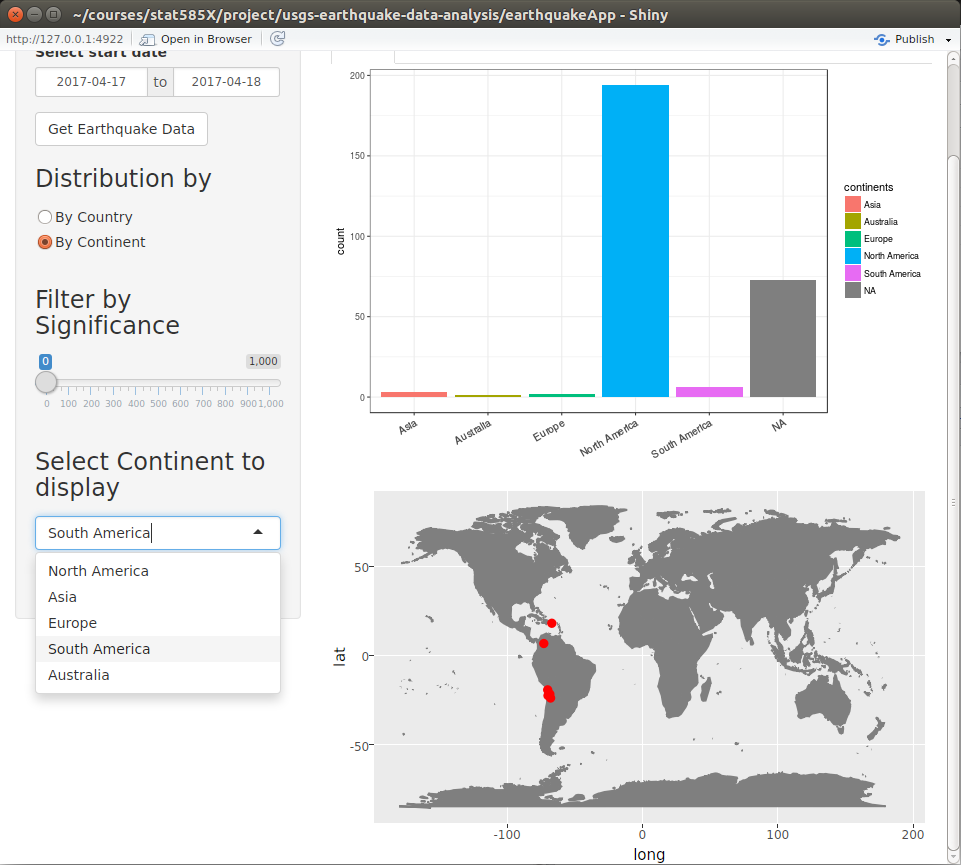 ~/courses/stat585X/project/usgs-earthquake-data-analysis/earthquakeApp - Shiny
http://127.0.0.1:4922 Open in Browser Publish
Select start date
2017-04-17 to 2017-04-18
Get Earthquake Data
Distribution by
By Country
By Continent
Filter by
Significance
0 1,000
0 100 200 300 400 500 600 700 800 900 1,000
Select Continent to
display
South America
North America
Asia
Europe
South America
Australia
200
150
100
50
0
count
Asia
Australia
Europe
North America
South America
NA
continents
Asia
Australia
Europe
North America
South America
NA
50
0
-50
lat
-100 0 100 200
long